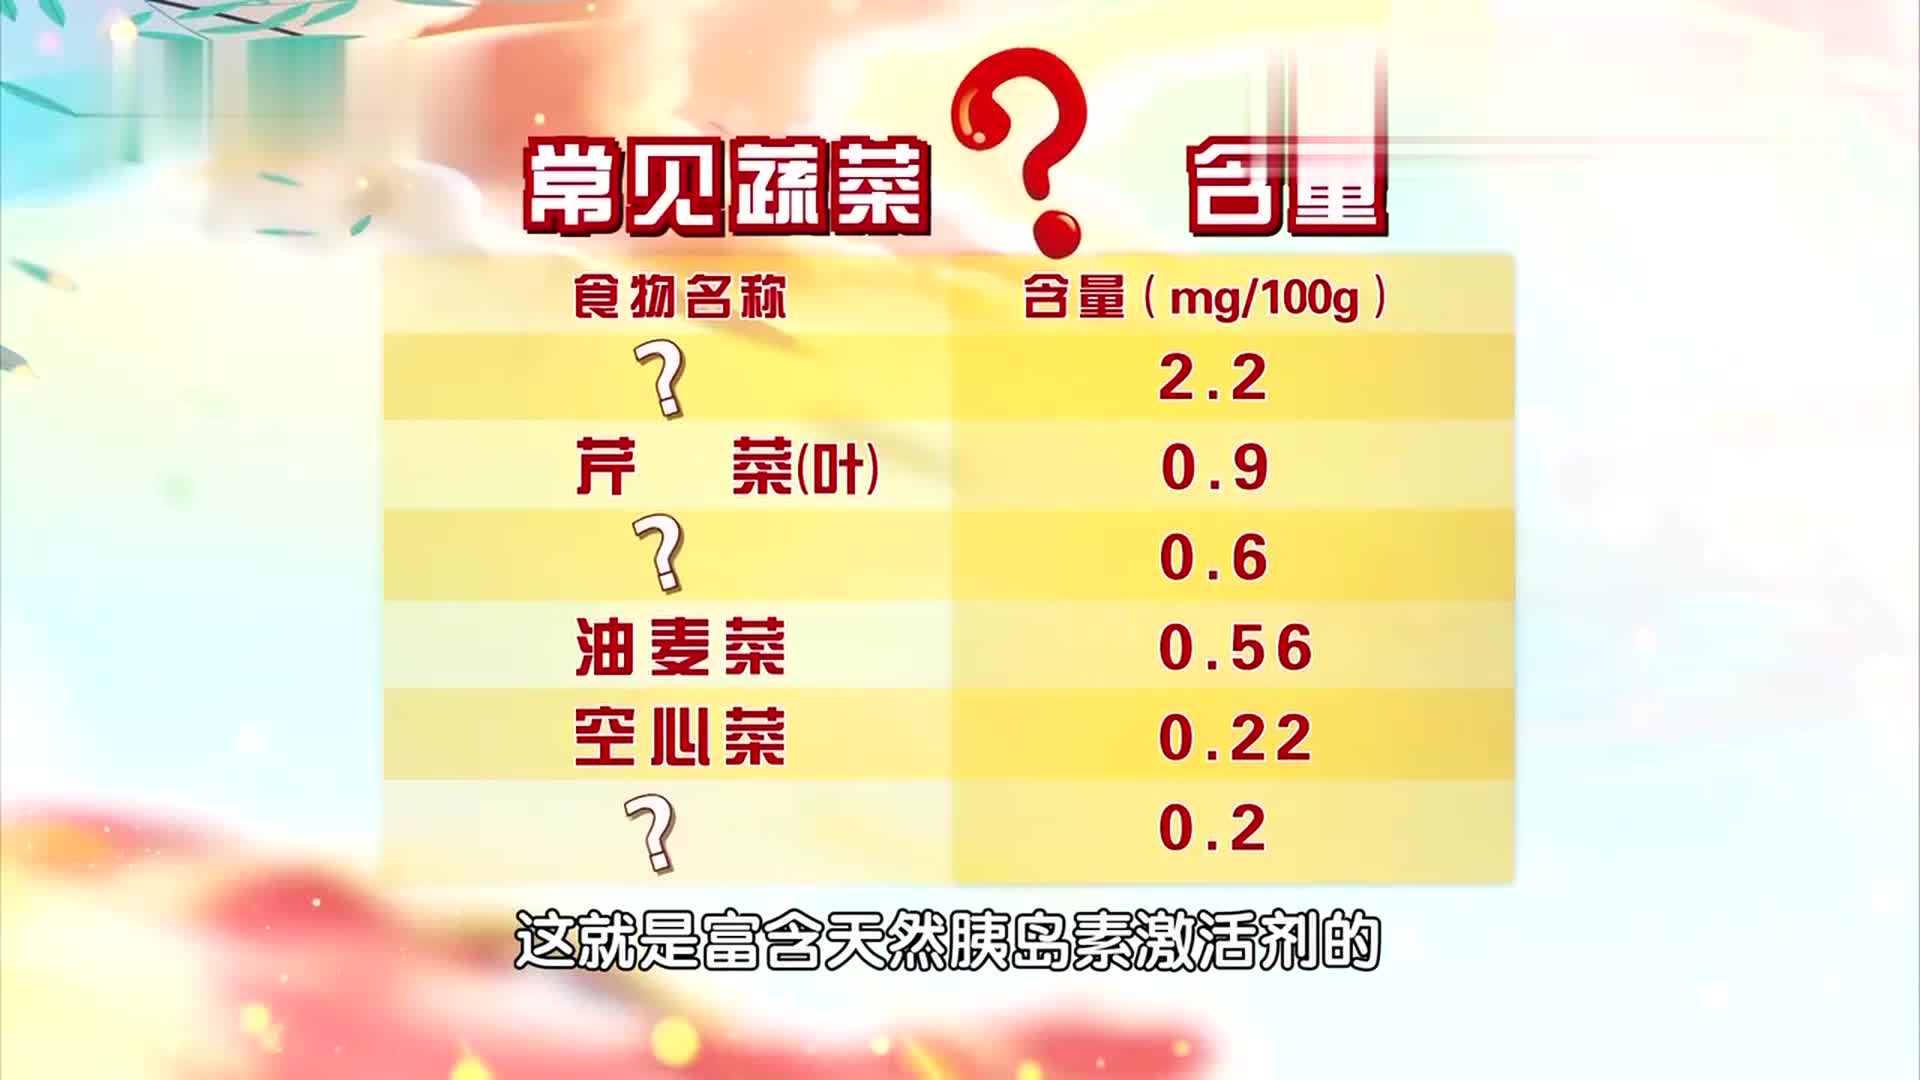 常见蔬菜?含量
食物名称 含量（mg/100g）
? 2.2
芹 菜(叶) 0.9
? 0.6
油麦菜 0.56
空心菜 0.22
? 0.2
这就是富含天然胰岛素激活剂的